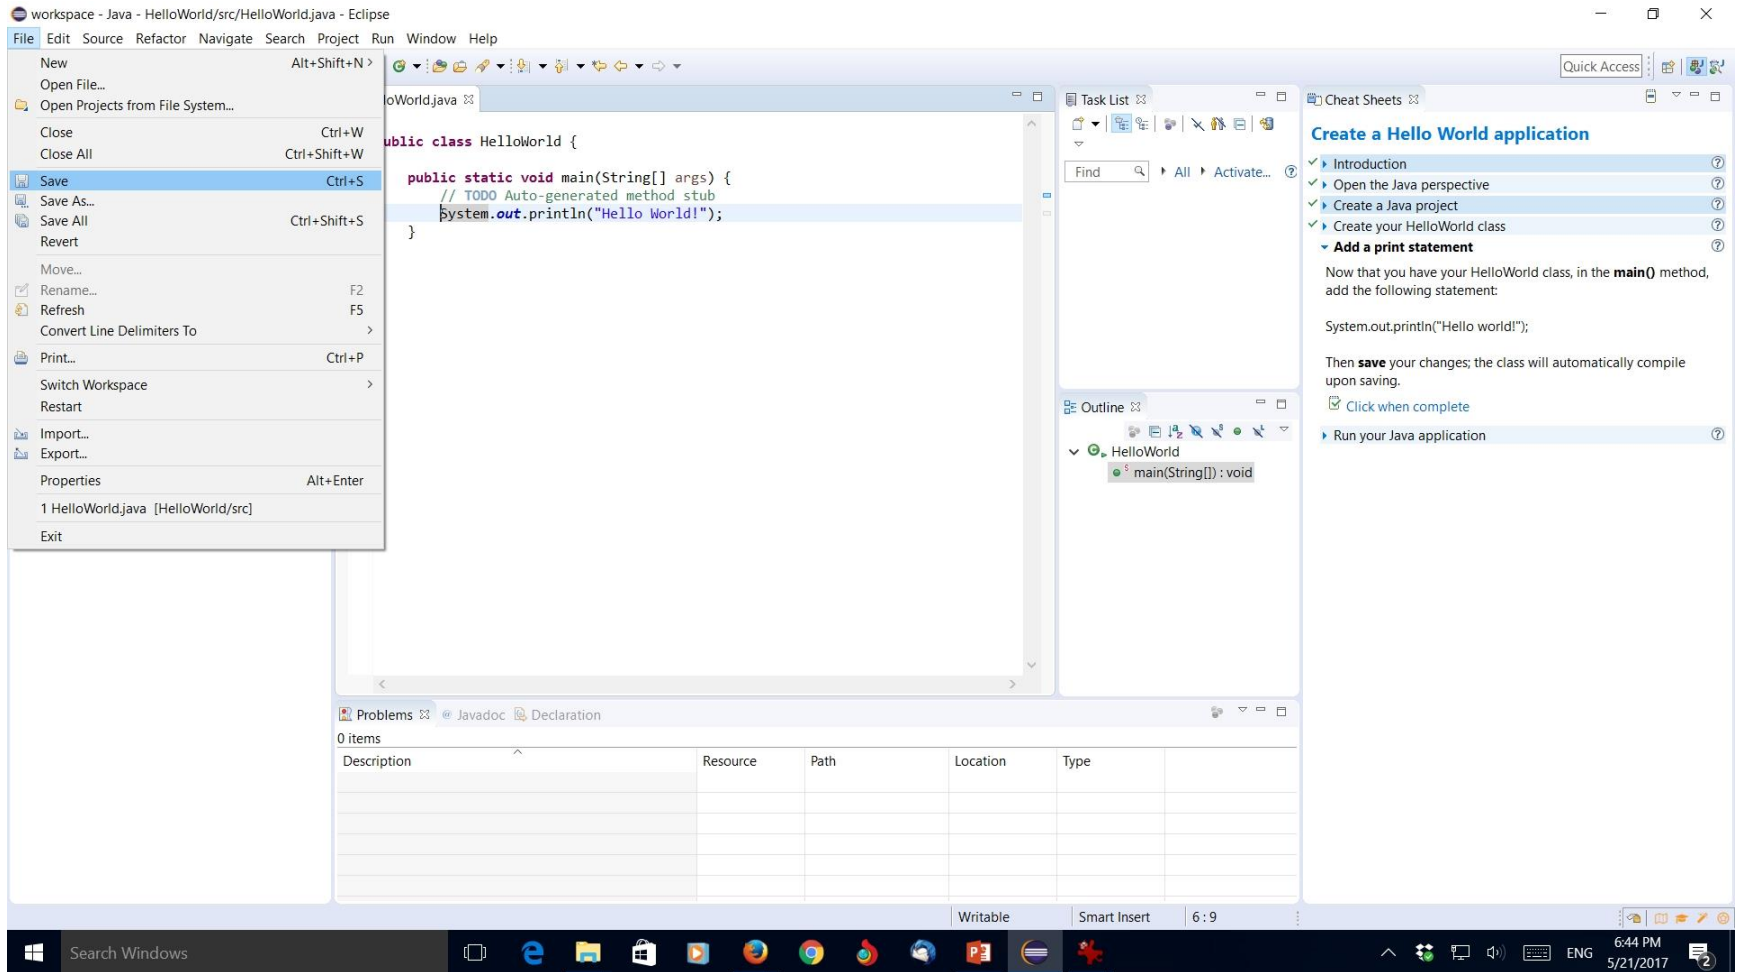 workspace - Java - HelloWorld/src/HelloWorld.java - Eclipse
File Edit Source Refactor Navigate Search Project Run Window Help
New Alt+Shift+N >
Open File...
Open Projects from File System...
Close Ctrl+W
Close All Ctrl+Shift+W
Save Ctrl+S
Save As...
Save All Ctrl+Shift+S
Revert
Move...
Rename... F2
Refresh F5
Convert Line Delimiters To >
Print... Ctrl+P
Switch Workspace >
Restart
Import...
Export...
Properties Alt+Enter
1 HelloWorld.java [HelloWorld/src]
Exit
Quick Access
loWorld.java
ublic class HelloWorld {
public static void main(String[] args) {
// TODO Auto-generated method stub
System.out.println("Hello World!");
}
Task List
Find All Activate...
Outline
HelloWorld
main(String[]) : void
Cheat Sheets
Create a Hello World application
Introduction
Open the Java perspective
Create a Java project
Create your HelloWorld class
Add a print statement
Now that you have your HelloWorld class, in the main() method,
add the following statement:
System.out.println("Hello world!");
Then save your changes; the class will automatically compile
upon saving.
Click when complete
Run your Java application
Problems @ Javadoc Declaration
0 items
Description Resource Path Location Type
Writable Smart Insert 6 : 9
Search Windows
ENG
6:44 PM
5/21/2017
2